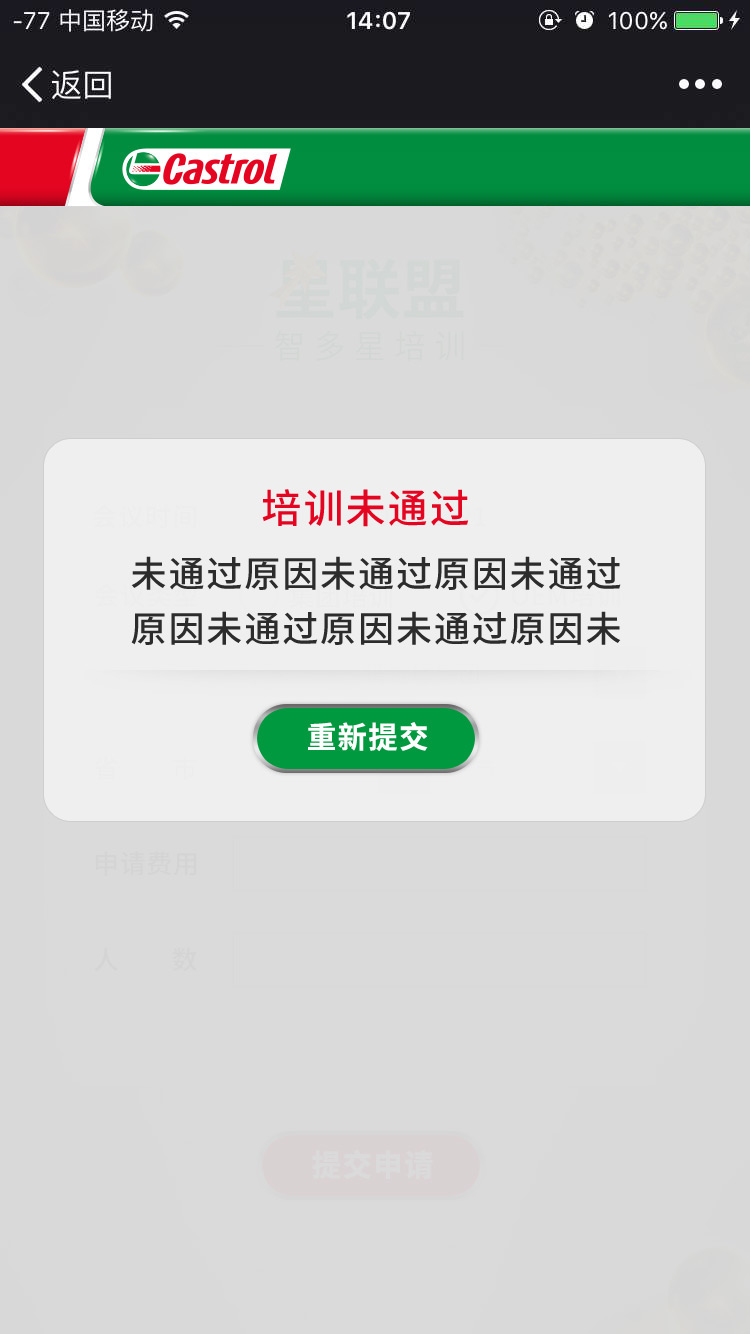 -77 中国移动 14:07 100%
返回
Castrol
星联盟
智多星培训
培训未通过
未通过原因未通过原因未通过
原因未通过原因未通过原因未
重新提交
申请费用
人 数
提交申请